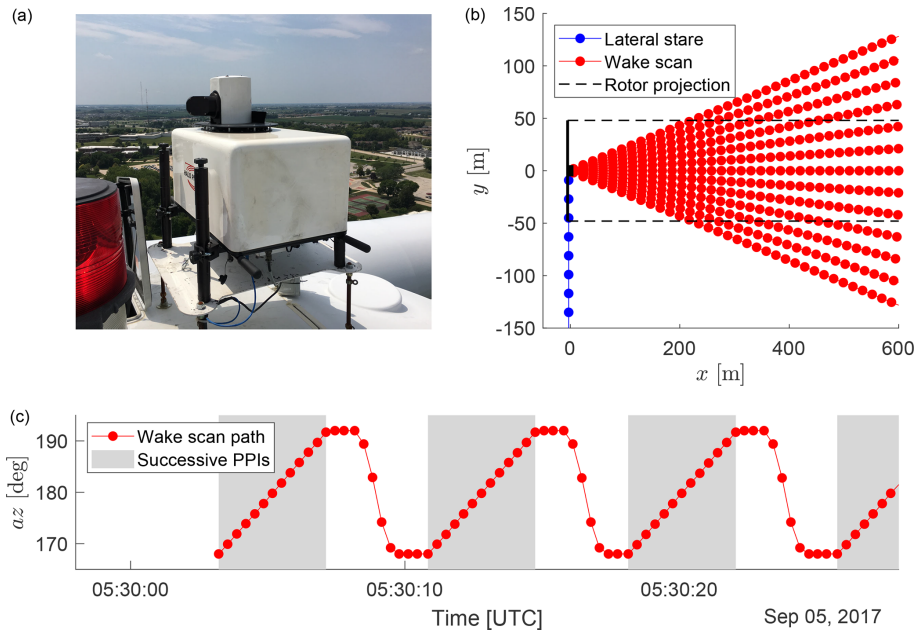 (a)
(b)
150
100
50
0
-50
-100
-150
y [m]
Lateral stare
Wake scan
Rotor projection
0
200
400
600
x [m]
(c)
190
180
170
az [deg]
Wake scan path
Successive PPIs
05:30:00
05:30:10
05:30:20
Time [UTC]
Sep 05, 2017